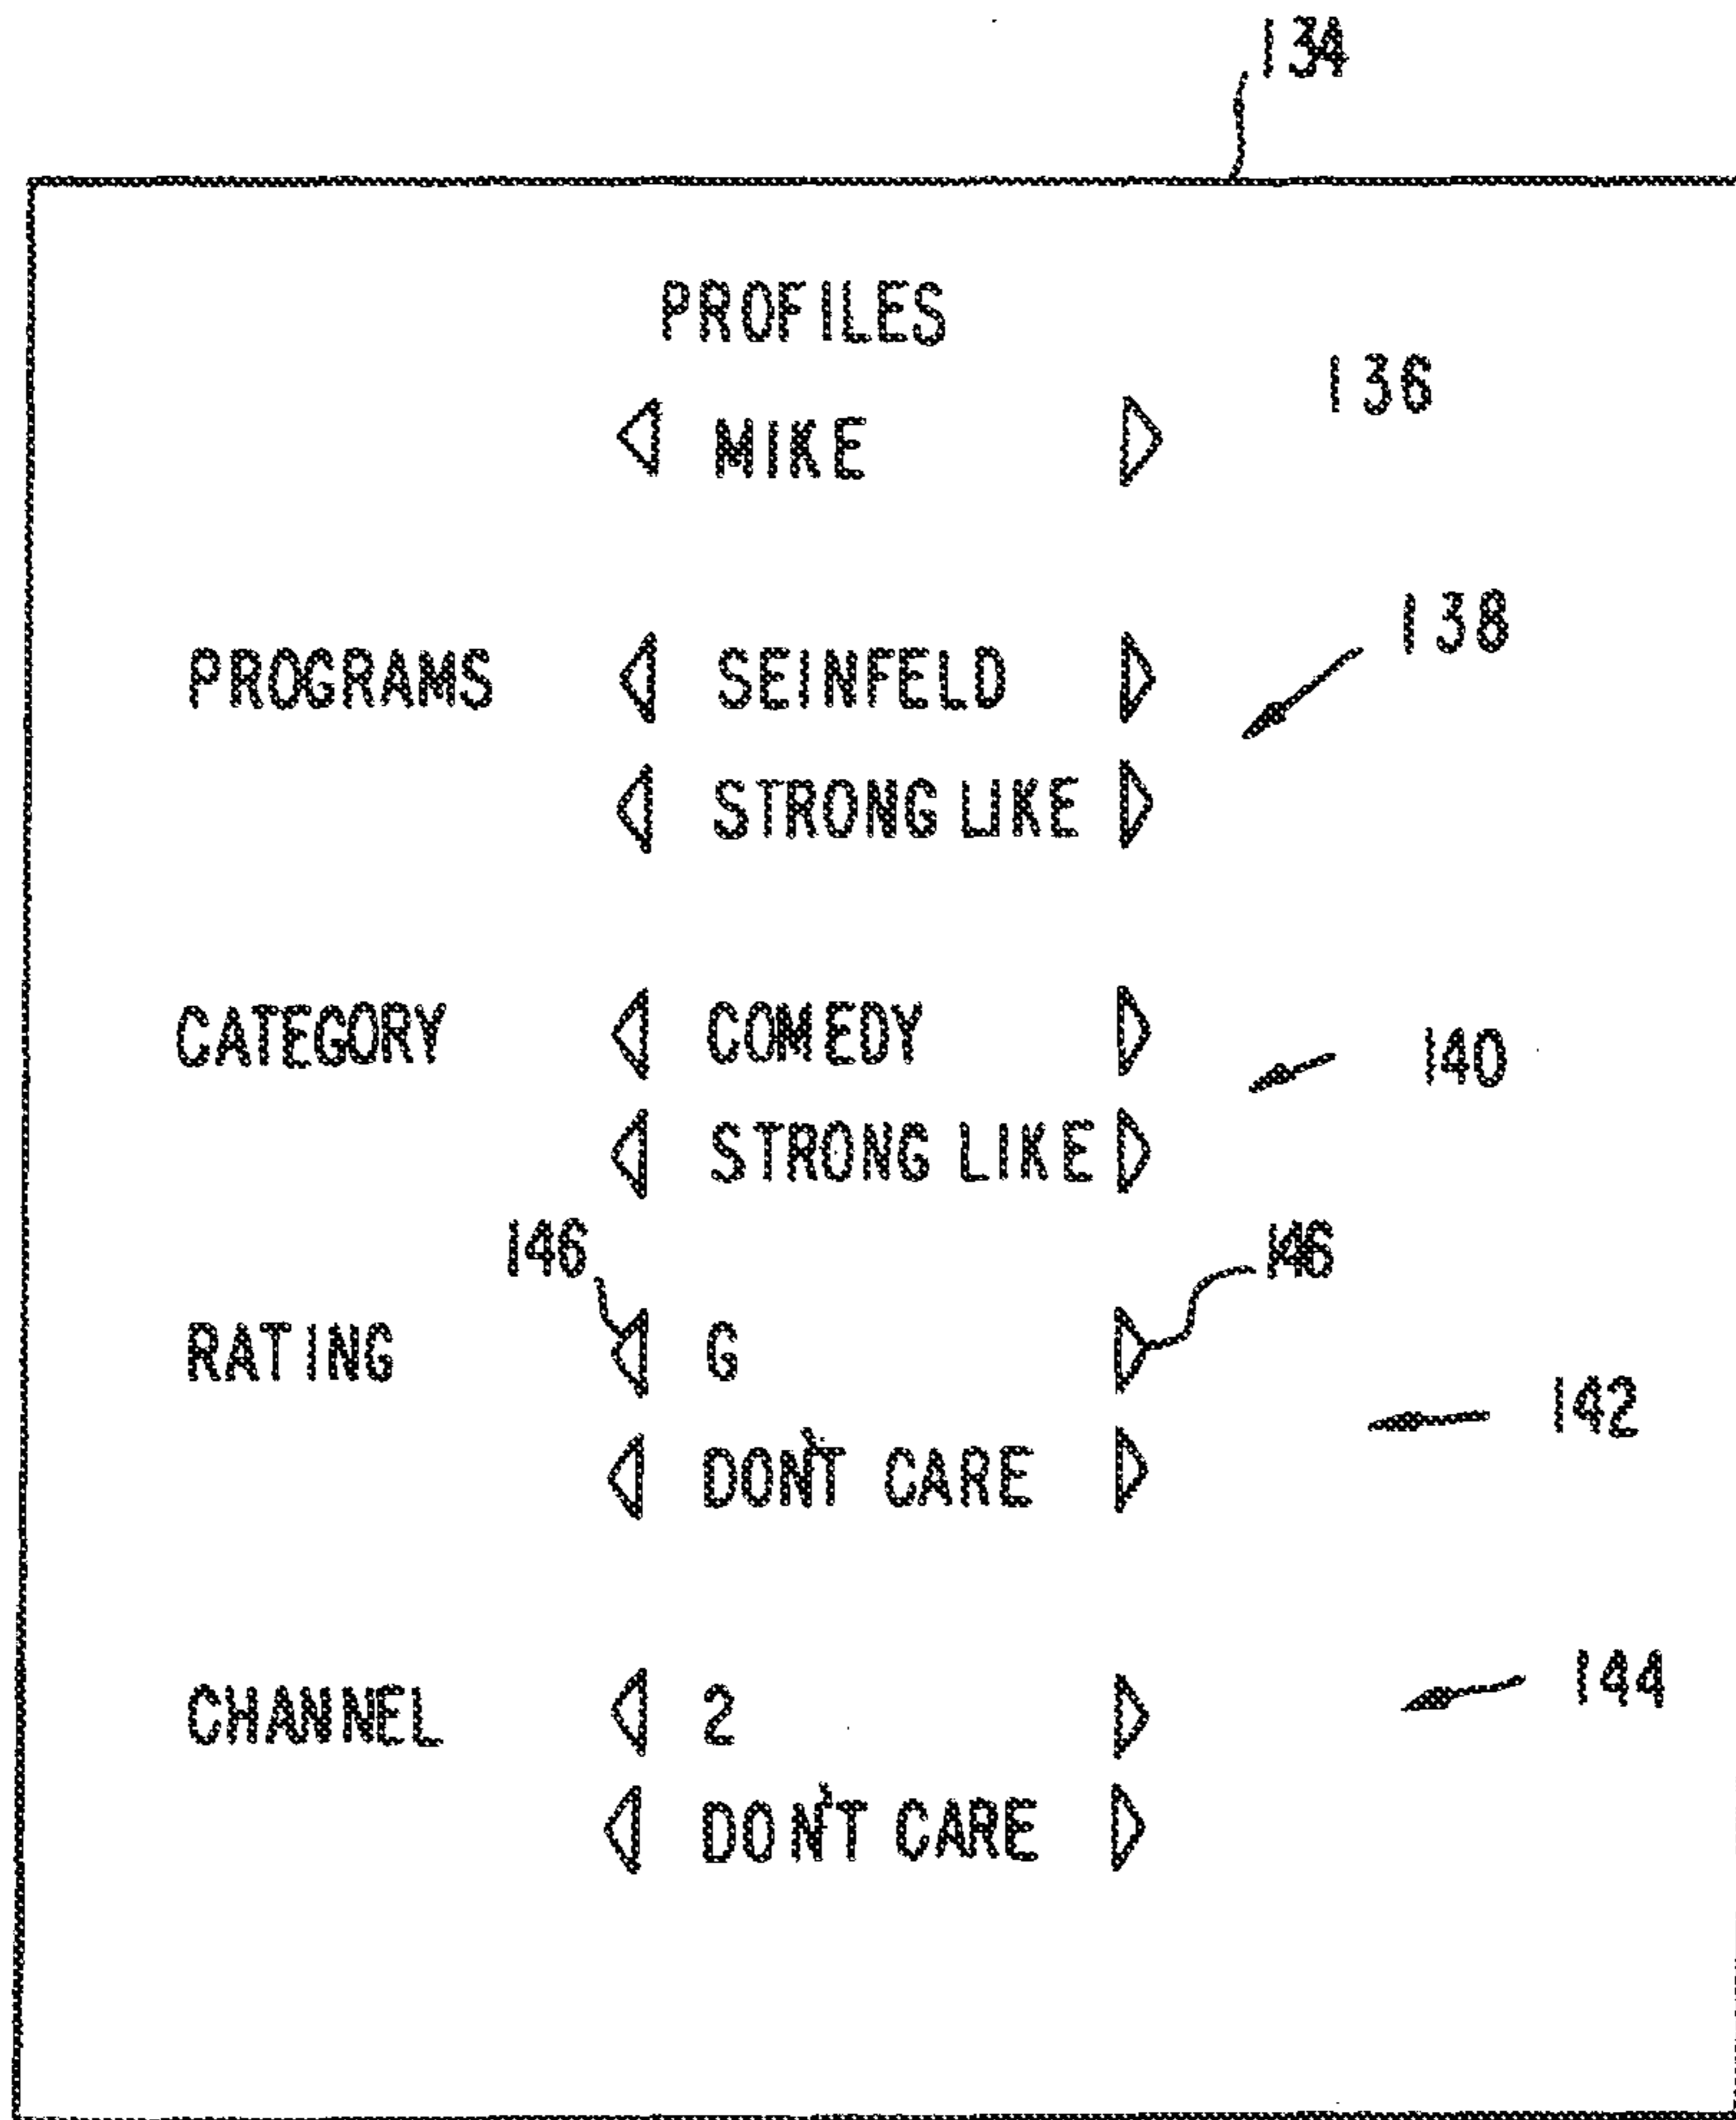 134
PROFILES
136
MIKE
138
PROGRAMS SEINFELD
STRONG LIKE
CATEGORY COMEDY
140
STRONG LIKE
146 146
RATING G
142
DON'T CARE
144
CHANNEL 2
DON'T CARE